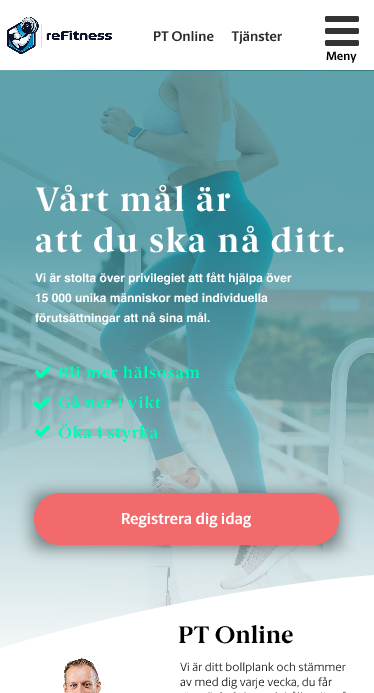 reFitness
PT Online
Tjänster
Meny
Vårt mål är
att du ska nå ditt.
Vi är stolta över privilegiet att fått hjälpa över
15 000 unika människor med individuella
förutsättningar att nå sina mål.
Bli mer hälsosam
Gå ner i vikt
Öka i styrka
Registrera dig idag
PT Online
Vi är ditt bollplank och stämmer
av med dig varje vecka, du får